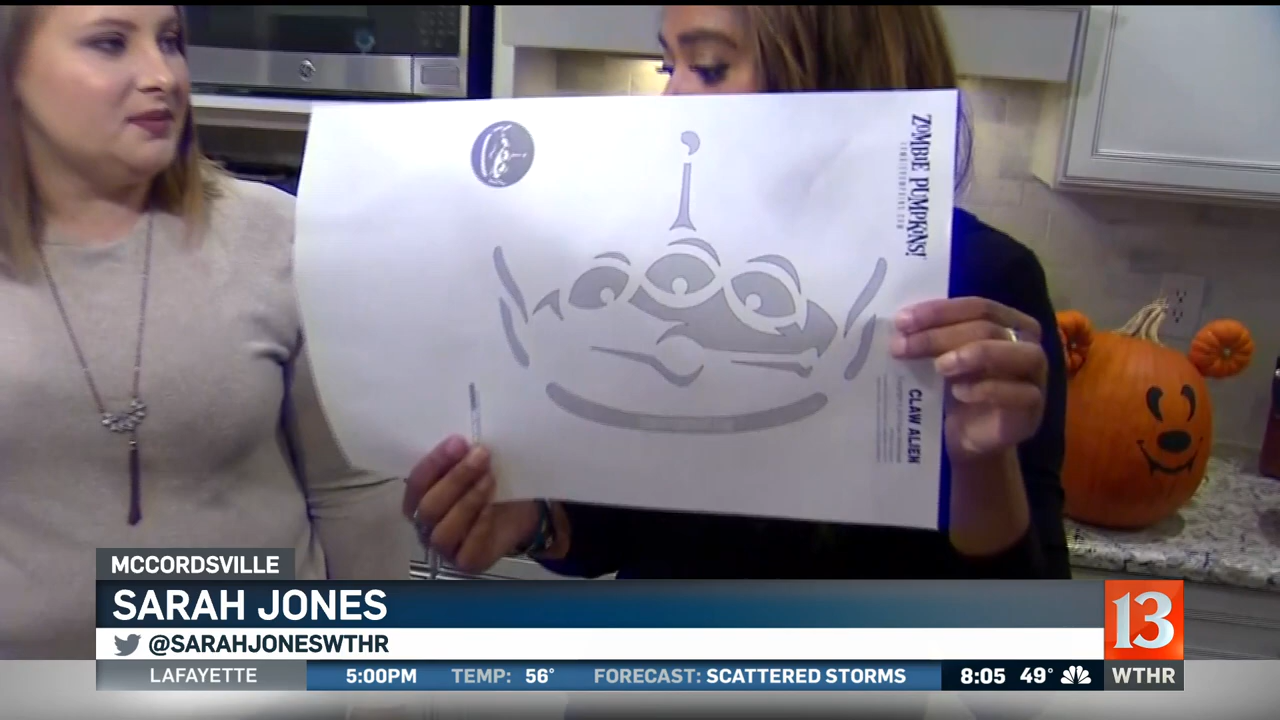 ZOMBIE PUMPKINS!
ZOMBIEPUMPKINS.COM
CLAW ALIEN
MCCORDSVILLE
SARAH JONES
@SARAHJONESWTHR
13
WTHR
LAFAYETTE 5:00PM TEMP: 56° FORECAST: SCATTERED STORMS 8:05 49°